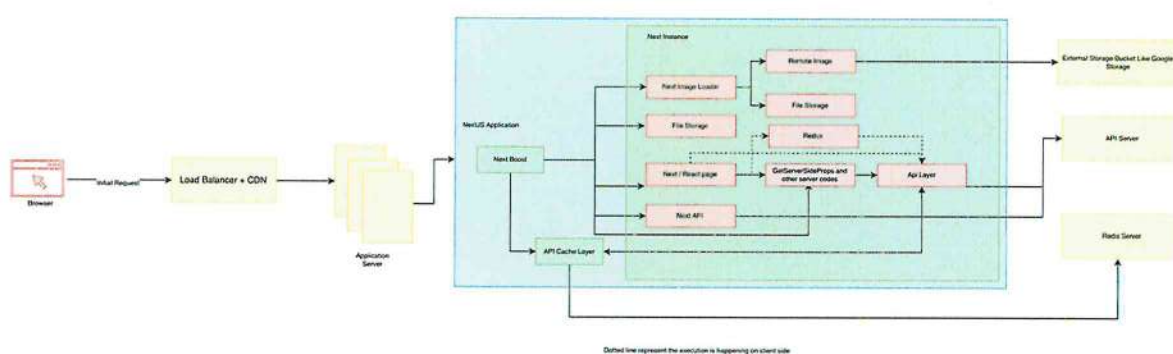 Next Instance
Remote Image
External Storage Bucket Like Google
Storage
Next Image Loader
File Storage
NextJS Application
File Storage
API Server
Redux
Next Boost
Browser
Initial Request
Load Balancer + CDN
Next / React page
GetServerSideProps and
other server codes
Api Layer
Next API
Redis Server
Application
Server
API Cache Layer
Dotted line represent the execution is happening on client side